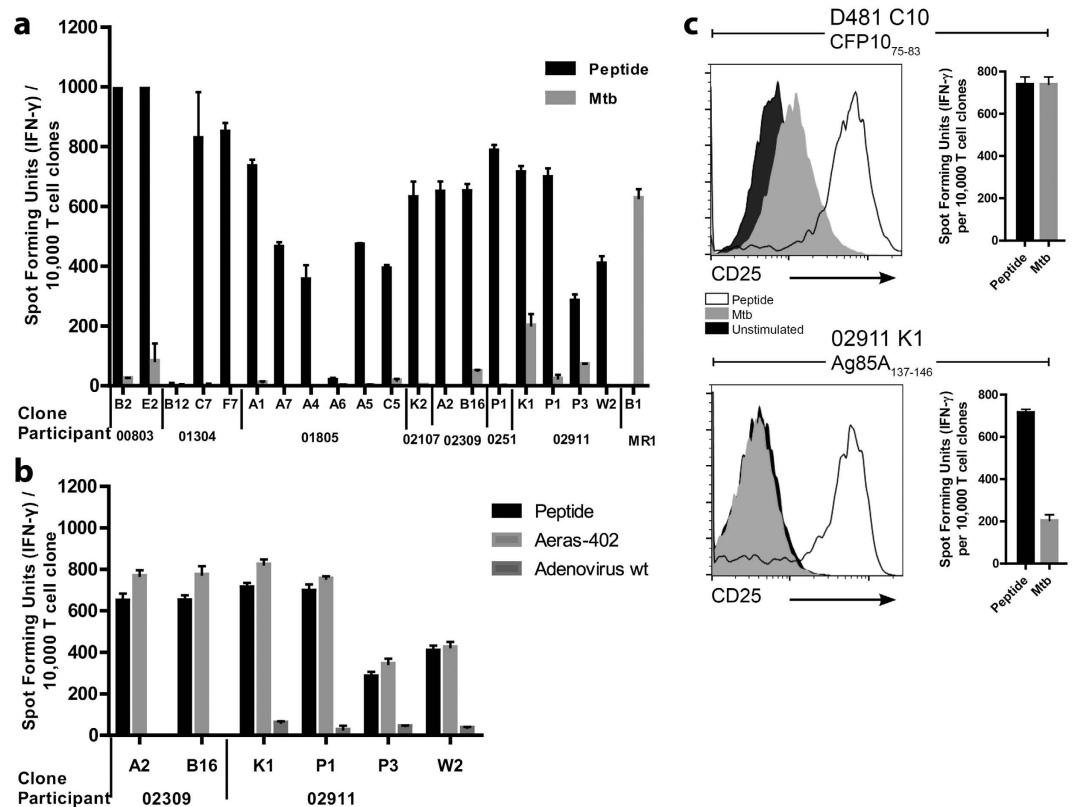 a
Spot Forming Units (IFN-γ) /
10,000 T cell clones
1200
1000
800
600
400
200
0
Peptide
Mtb
Clone
B2 E2 B12 C7 F7 A1 A7 A4 A6 A5 C5 K2 A2 B16 P1 K1 P1 P3 W2 B1
Participant
00803 01304 01805 02107 02309 0251 02911 MR1
b
Spot Forming Units (IFN-γ) /
10,000 T cell clone
1200
1000
800
600
400
200
0
Peptide
Aeras-402
Adenovirus wt
A2 B16 K1 P1 P3 W2
Clone
Participant 02309 02911
c
D481 C10
CFP10 75-83
CD25
Peptide
Mtb
Unstimulated
Spot Forming Units (IFN-γ)
per 10,000 T cell clones
800
600
400
200
0
Peptide Mtb
02911 K1
Ag85A 137-146
CD25
Spot Forming Units (IFN-γ)
per 10,000 T cell clones
800
600
400
200
0
Peptide Mtb